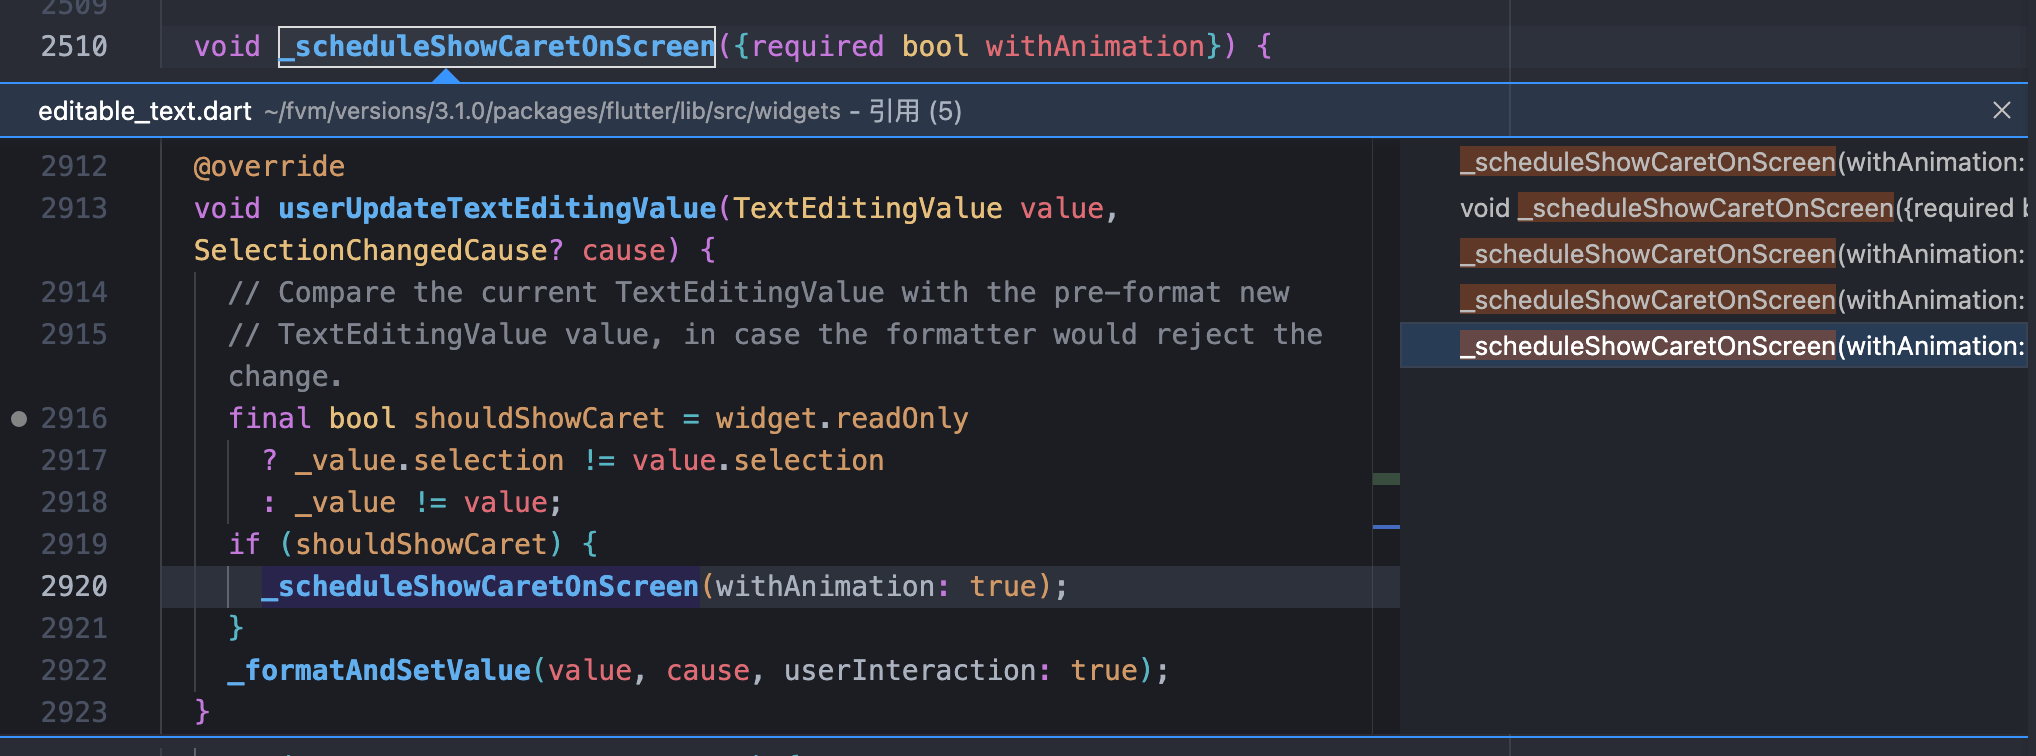 2509
2510 void _scheduleShowCaretOnScreen({required bool withAnimation}) {
editable_text.dart ~/fvm/versions/3.1.0/packages/flutter/lib/src/widgets - 引用 (5)
2912 @override
2913 void userUpdateTextEditingValue(TextEditingValue value,
SelectionChangedCause? cause) {
2914 // Compare the current TextEditingValue with the pre-format new
2915 // TextEditingValue value, in case the formatter would reject the
change.
2916 final bool shouldShowCaret = widget.readOnly
2917 ? _value.selection != value.selection
2918 : _value != value;
2919 if (shouldShowCaret) {
2920 _scheduleShowCaretOnScreen(withAnimation: true);
2921 }
2922 _formatAndSetValue(value, cause, userInteraction: true);
2923 }
_scheduleShowCaretOnScreen(withAnimation:
void _scheduleShowCaretOnScreen({required
_scheduleShowCaretOnScreen(withAnimation:
_scheduleShowCaretOnScreen(withAnimation:
_scheduleShowCaretOnScreen(withAnimation: